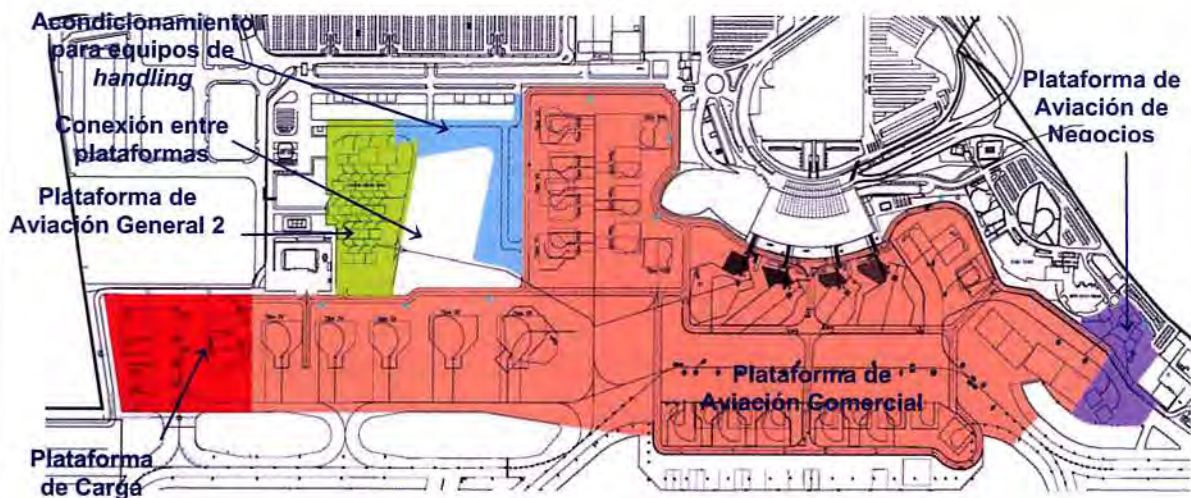 Acondicionamiento
para equipos de
handling
Conexión entre
plataformas
Plataforma de
Aviación General 2
Plataforma
de Carga
Plataforma de
Aviación Comercial
Plataforma de
Aviación de
Negocios